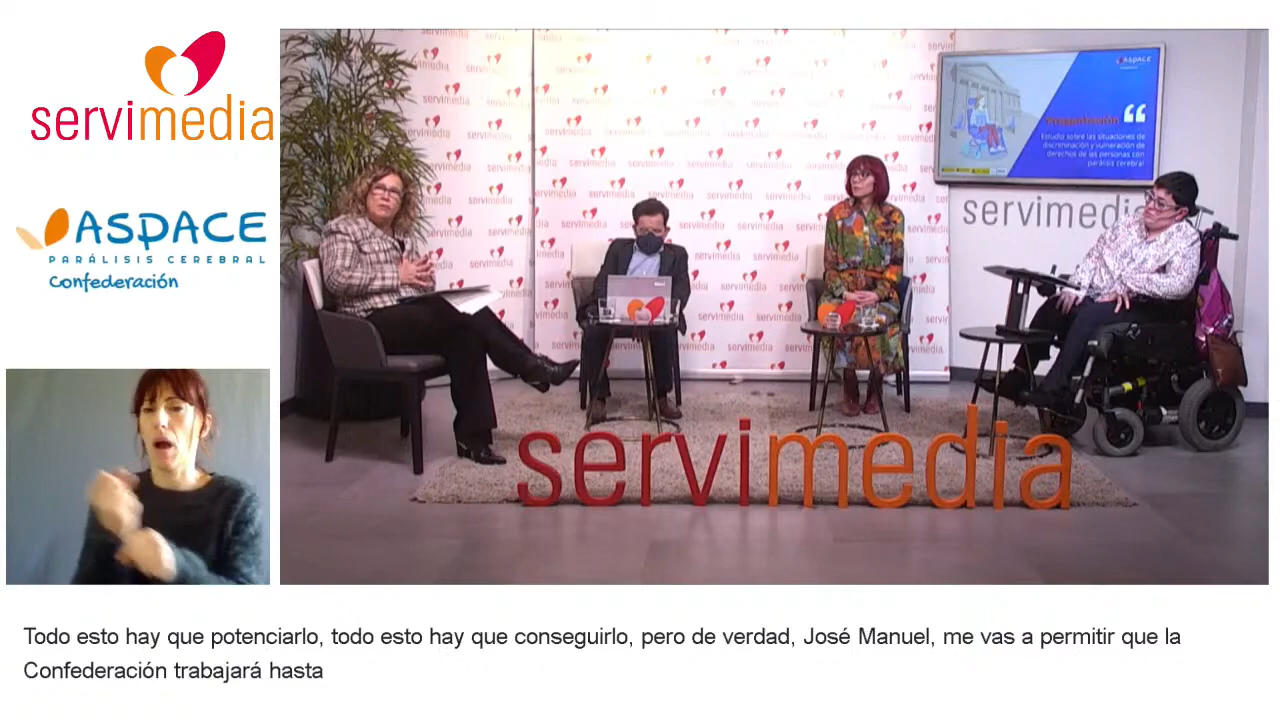 servimedia
ASPACE
PARÁLISIS CEREBRAL
Confederación
ASPACE
Presentación
Estudio sobre las situaciones de
discriminación y vulneración de
derechos de las personas con
parálisis cerebral
servimedia
servimedia
Todo esto hay que potenciarlo, todo esto hay que conseguirlo, pero de verdad, José Manuel, me vas a permitir que la
Confederación trabajará hasta